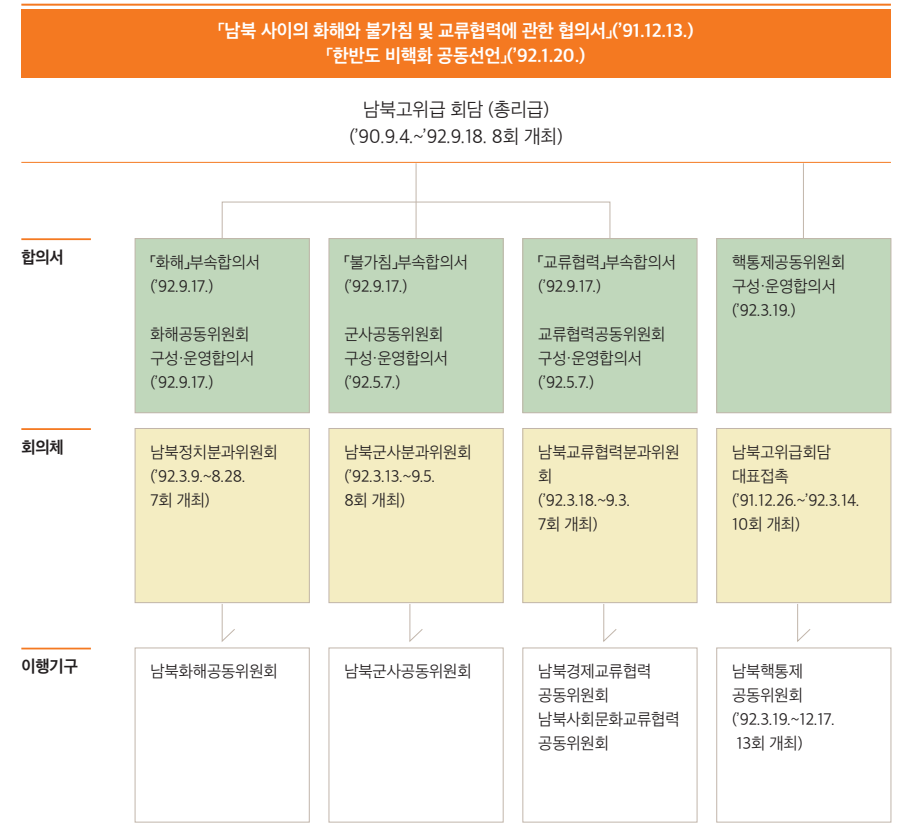 「남북 사이의 화해와 불가침 및 교류협력에 관한 협의서」(’91.12.13.)
「한반도 비핵화 공동선언」(’92.1.20.)
남북고위급 회담 (총리급)
(’90.9.4.~’92.9.18. 8회 개최)
합의서
「화해」부속합의서
(’92.9.17.)
화해공동위원회
구성·운영합의서
(’92.9.17.)
「불가침」부속합의서
(’92.9.17.)
군사공동위원회
구성·운영합의서
(’92.5.7.)
「교류협력」부속합의서
(’92.9.17.)
교류협력공동위원회
구성·운영합의서
(’92.5.7.)
핵통제공동위원회
구성·운영합의서
(’92.3.19.)
회의체
남북정치분과위원회
(’92.3.9.~8.28.
7회 개최)
남북군사분과위원회
(’92.3.13.~9.5.
8회 개최)
남북교류협력분과위원
회
(’92.3.18.~9.3.
7회 개최)
남북고위급회담
대표접촉
(’91.12.26.~’92.3.14.
10회 개최)
이행기구
남북화해공동위원회
남북군사공동위원회
남북경제교류협력
공동위원회
남북사회문화교류협력
공동위원회
남북핵통제
공동위원회
(’92.3.19.~12.17.
13회 개최)